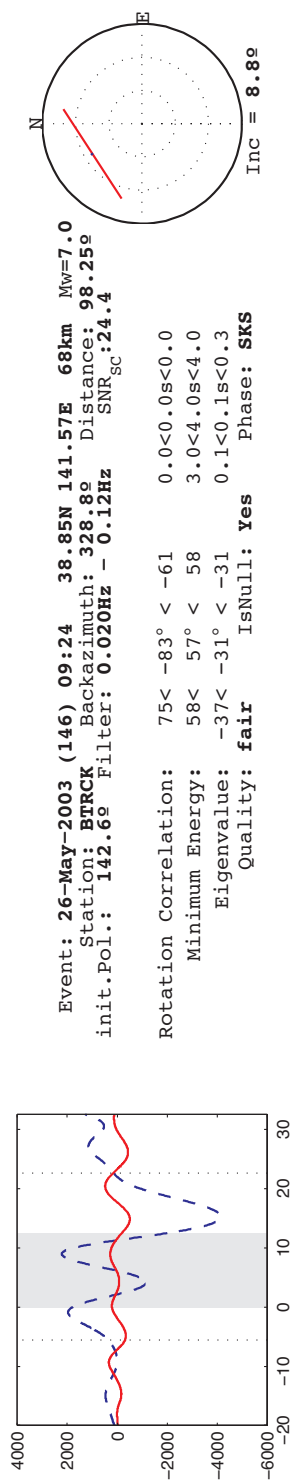 Event: 26-May-2003 (146) 09:24 38.85N 141.57E 68km Mw=7.0
Station: BTRCK Backazimuth: 328.8º Distance: 98.25º
init.Pol.: 142.6º Filter: 0.020Hz - 0.12Hz SNRSC:24.4
Rotation Correlation: 75< -83° < -61 0.0<0.0s<0.0
Minimum Energy: 58< 57° < 58 3.0<4.0s<4.0
Eigenvalue: -37< -31° < -31 0.1<0.1s<0.3
Quality: fair IsNull: Yes Phase: SKS
N
E
Inc = 8.8º
4000
2000
0
-2000
-4000
-6000
-20 -10 0 10 20 30